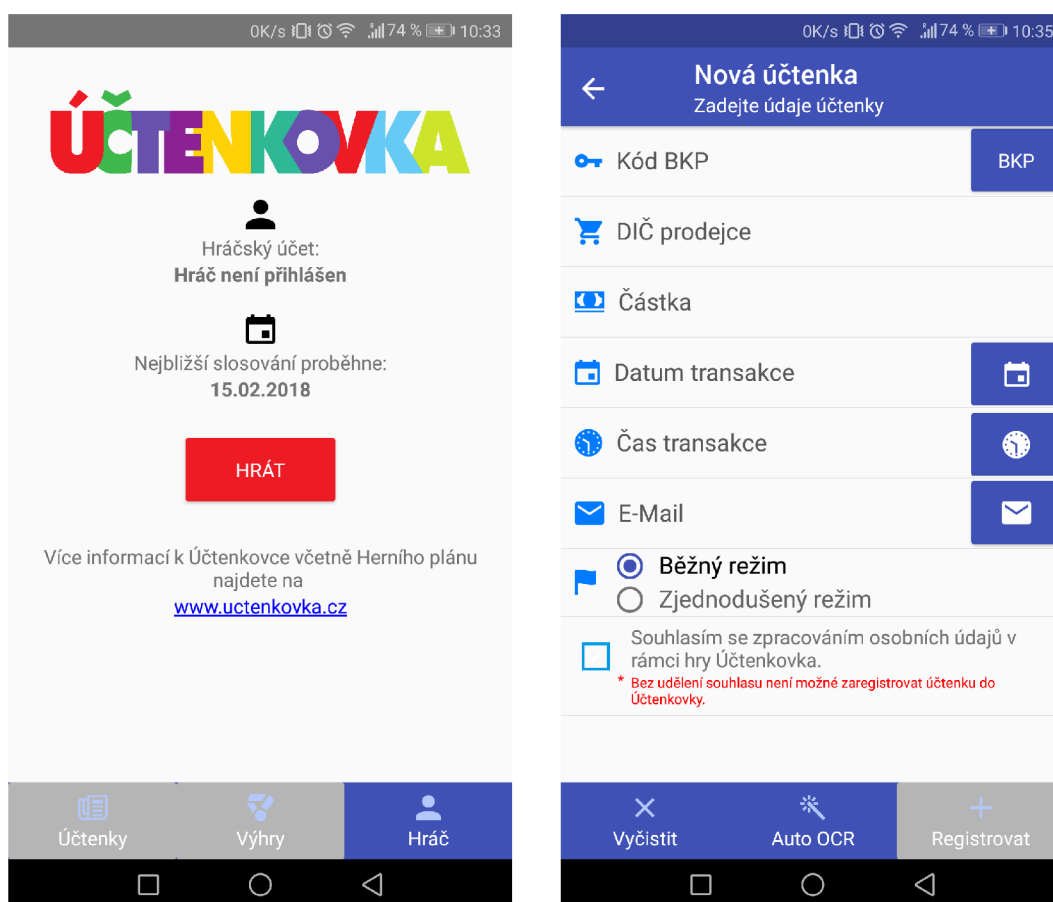 0K/s 74 % 10:33
ÚČTENKOVKA
Hráčský účet:
Hráč není přihlášen
Nejbližší slosování proběhne:
15.02.2018
HRÁT
Více informací k Účtenkovce včetně Herního plánu
najdete na
www.uctenkovka.cz
Účtenky
Výhry
Hráč
0K/s 74 % 10:35
Nová účtenka
Zadejte údaje účtenky
Kód BKP
BKP
DIČ prodejce
Částka
Datum transakce
Čas transakce
E-Mail
Běžný režim
Zjednodušený režim
Souhlasím se zpracováním osobních údajů v
rámci hry Účtenkovka.
* Bez udělení souhlasu není možné zaregistrovat účtenku do
Účtenkovky.
Vyčistit
Auto OCR
Registrovat